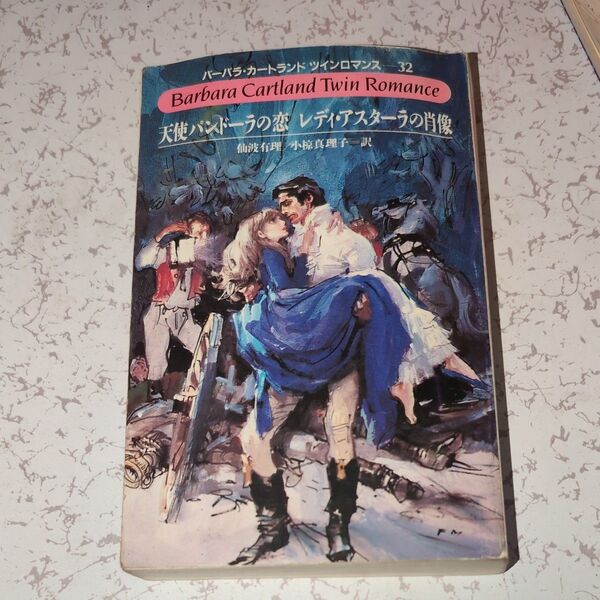 バーバラ・カートランド ツインロマンス―32
Barbara Cartland Twin Romance
天使パンドーラの恋 レディ・アスターラの肖像
仙波有理／小椋真理子―訳
F N